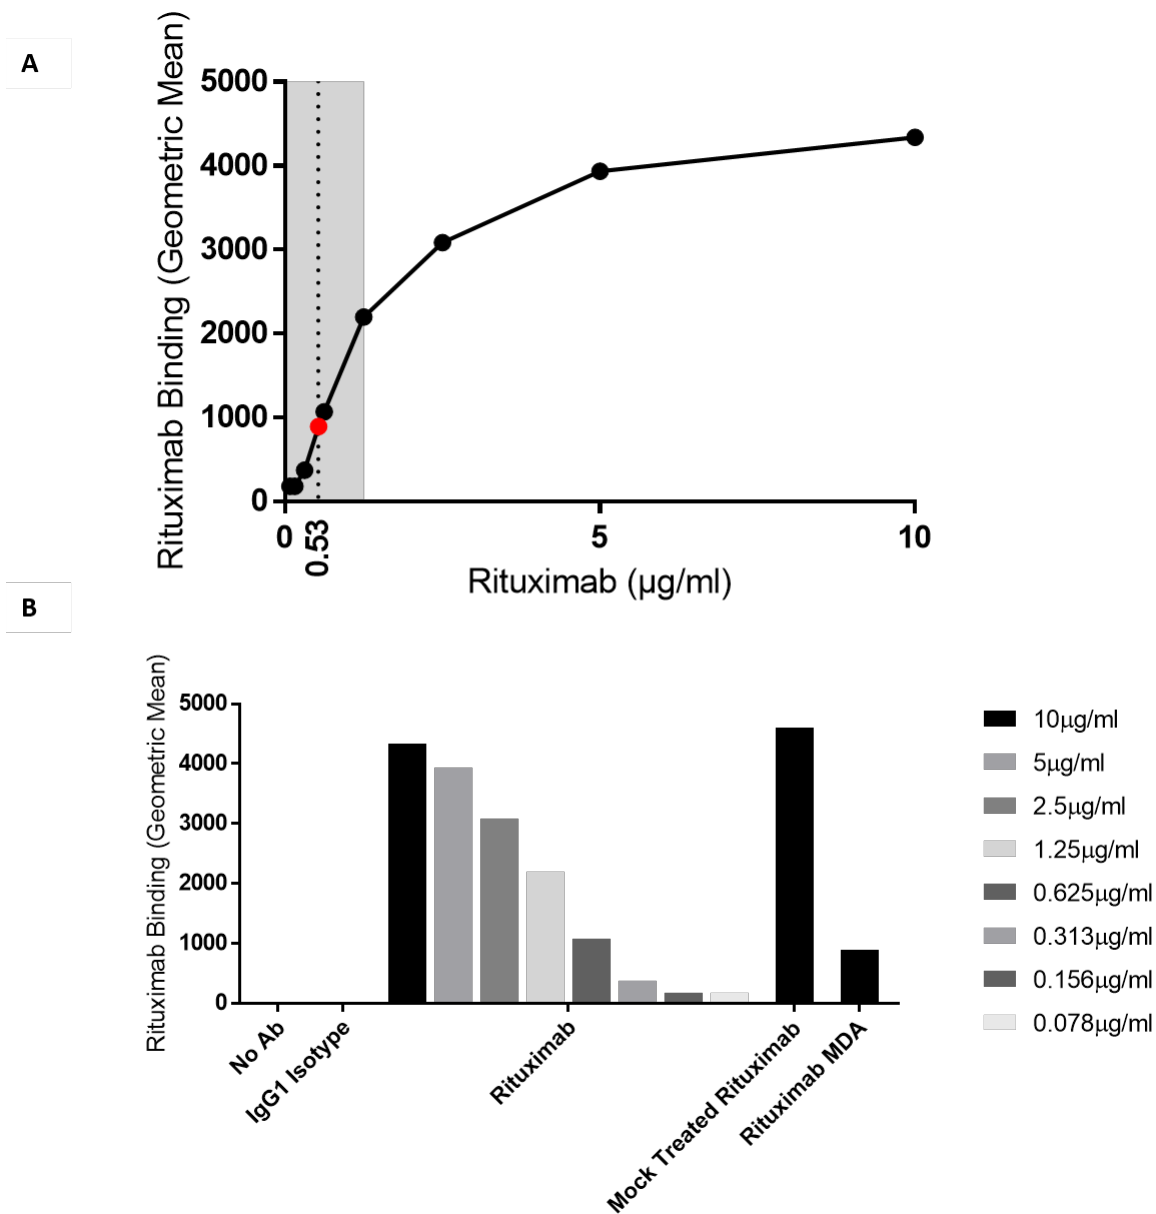 A
Rituximab Binding (Geometric Mean)
5000
4000
3000
2000
1000
0
0
0.53
5
10
Rituximab (µg/ml)
B
Rituximab Binding (Geometric Mean)
5000
4000
3000
2000
1000
0
No Ab
IgG1 Isotype
Rituximab
Mock Treated Rituximab
Rituximab MDA
10µg/ml
5µg/ml
2.5µg/ml
1.25µg/ml
0.625µg/ml
0.313µg/ml
0.156µg/ml
0.078µg/ml